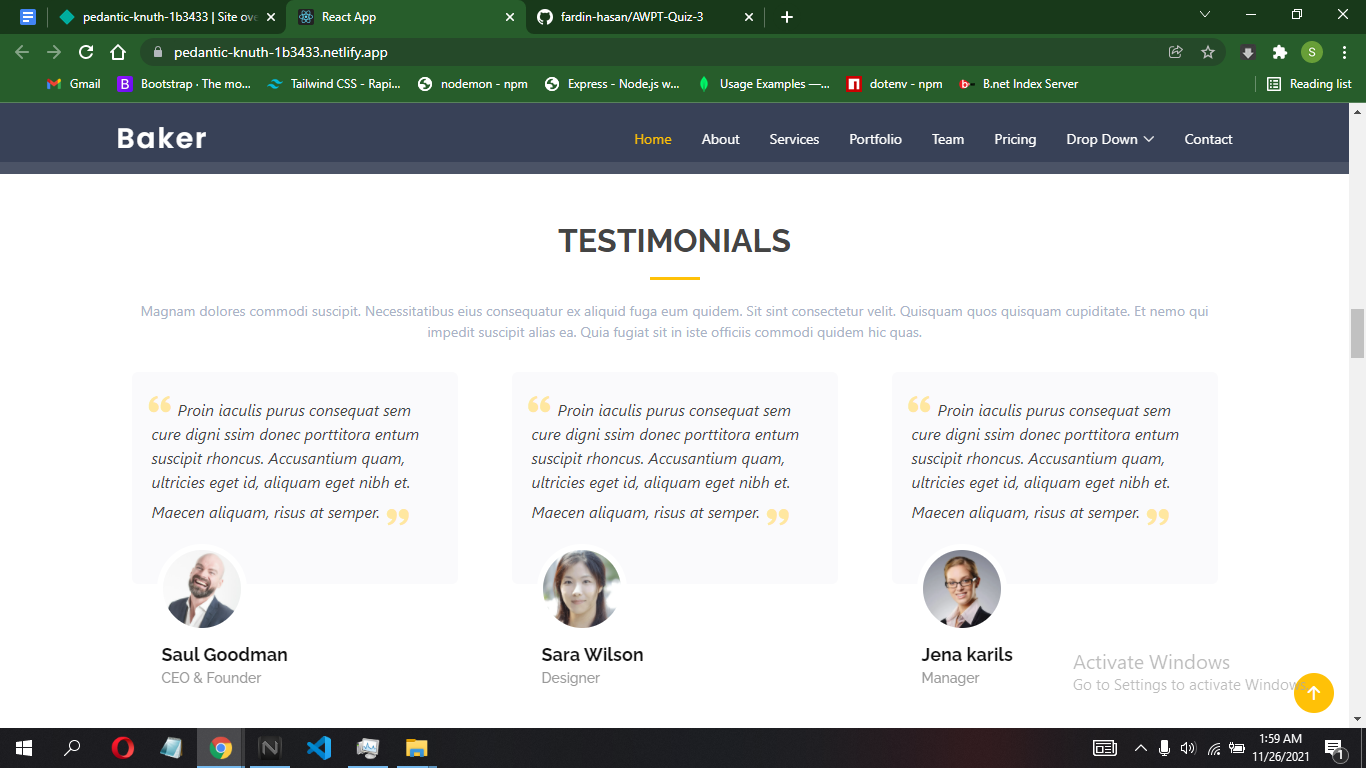 pedantic-knuth-1b3433 | Site ove
React App
fardin-hasan/AWPT-Quiz-3
pedantic-knuth-1b3433.netlify.app
S
Gmail
B Bootstrap · The mo...
Tailwind CSS - Rapi...
nodemon - npm
Express - Node.js w...
Usage Examples —...
dotenv - npm
B.net Index Server
Reading list
Baker
Home About Services Portfolio Team Pricing Drop Down Contact
TESTIMONIALS
Magnam dolores commodi suscipit. Necessitatibus eius consequatur ex aliquid fuga eum quidem. Sit sint consectetur velit. Quisquam quos quisquam cupiditate. Et nemo qui
impedit suscipit alias ea. Quia fugiat sit in iste officiis commodi quidem hic quas.
“ Proin iaculis purus consequat sem
cure digni ssim donec porttitora entum
suscipit rhoncus. Accusantium quam,
ultricies eget id, aliquam eget nibh et.
Maecen aliquam, risus at semper. ”
Saul Goodman
CEO & Founder
“ Proin iaculis purus consequat sem
cure digni ssim donec porttitora entum
suscipit rhoncus. Accusantium quam,
ultricies eget id, aliquam eget nibh et.
Maecen aliquam, risus at semper. ”
Sara Wilson
Designer
“ Proin iaculis purus consequat sem
cure digni ssim donec porttitora entum
suscipit rhoncus. Accusantium quam,
ultricies eget id, aliquam eget nibh et.
Maecen aliquam, risus at semper. ”
Jena karils
Manager
Activate Windows
Go to Settings to activate Windows.
1:59 AM
11/26/2021
1